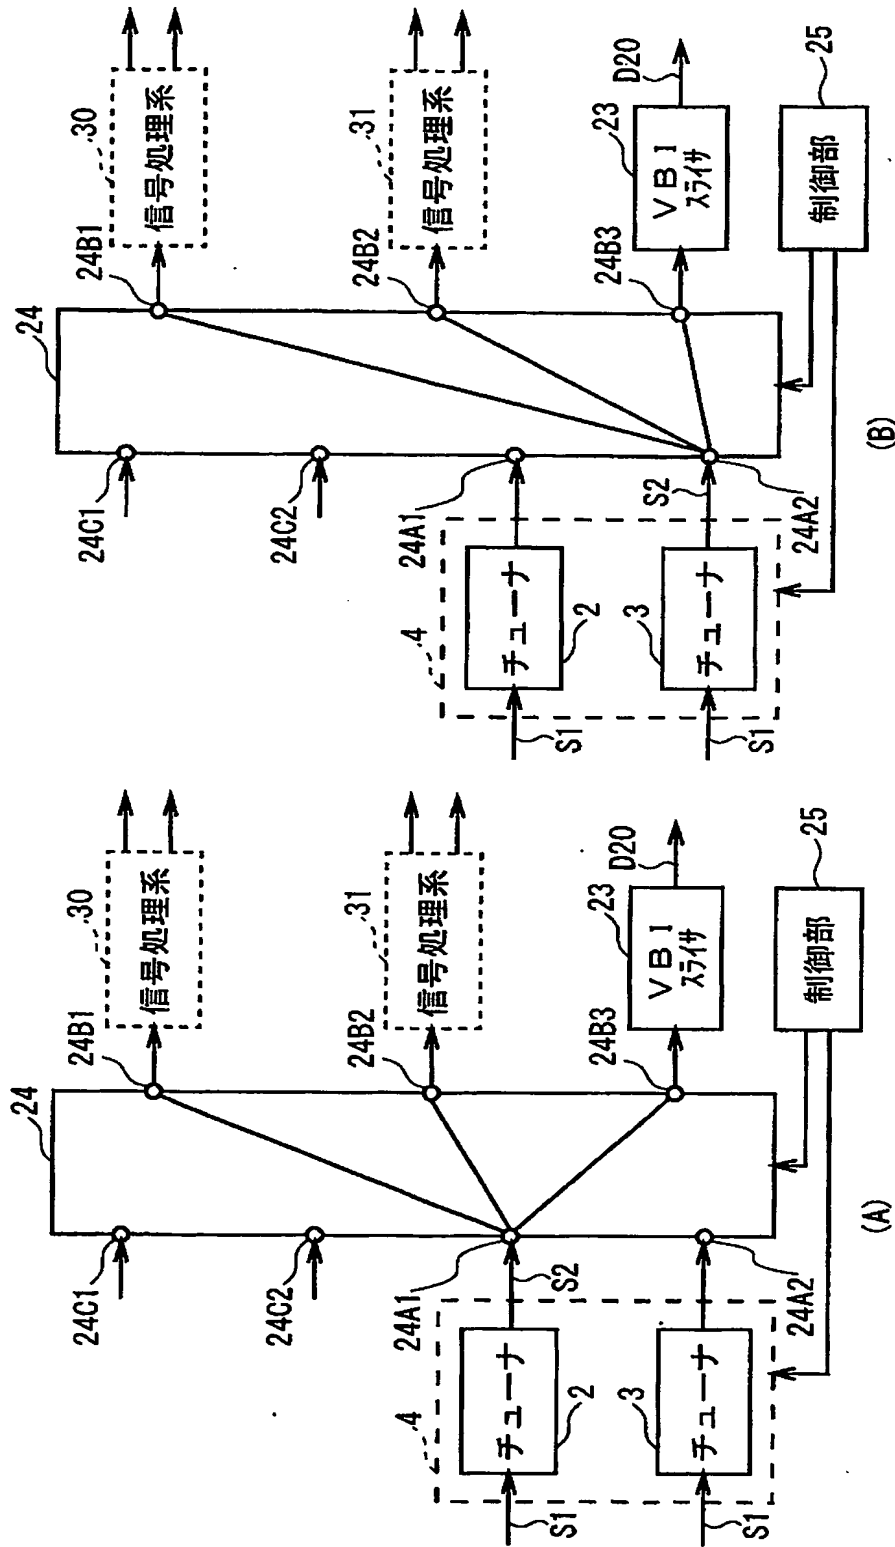 24
24C1
24C2
24A1
24A2
24B1
24B2
24B3
30
信号処理系
31
信号処理系
23
VBI
スライサ
D20
25
制御部
4
チューナ
2
チューナ
3
S1
S1
S2
(A)
24
24C1
24C2
24A1
24A2
24B1
24B2
24B3
30
信号処理系
31
信号処理系
23
VBI
スライサ
D20
25
制御部
4
チューナ
2
チューナ
3
S1
S1
S2
(B)